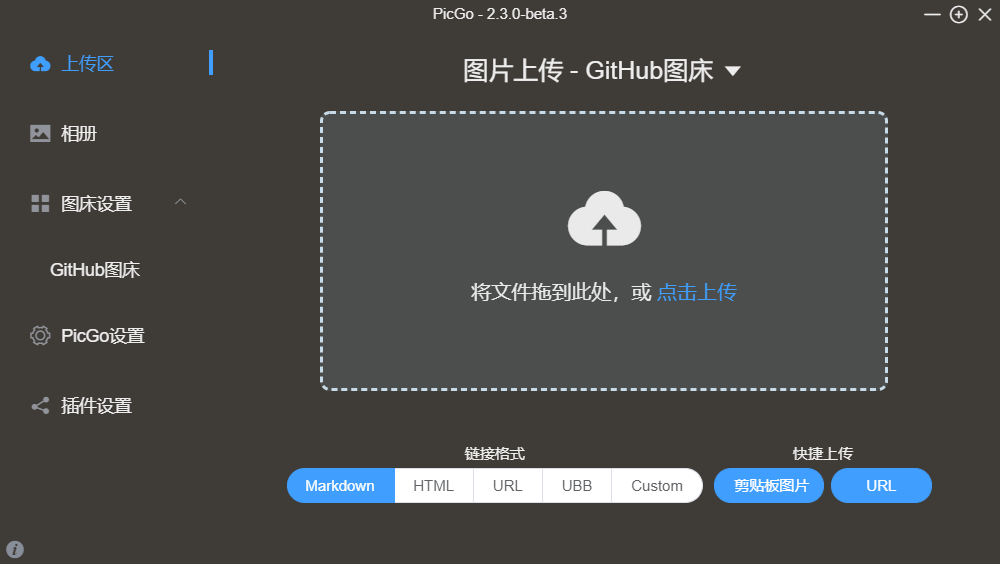 PicGo - 2.3.0-beta.3
上传区
相册
图床设置
GitHub图床
PicGo设置
插件设置
图片上传 - GitHub图床
将文件拖到此处，或 点击上传
链接格式
Markdown HTML URL UBB Custom
快捷上传
剪贴板图片 URL